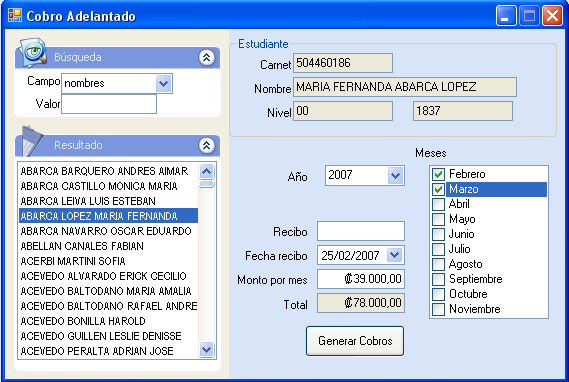 Cobro Adelantado
Búsqueda
Campo nombres
Valor
Resultado
ABARCA BARQUERO ANDRES AIMAR
ABARCA CASTILLO MONICA MARIA
ABARCA LEIVA LUIS ESTEBAN
ABARCA LOPEZ MARIA FERNANDA
ABARCA NAVARRO OSCAR EDUARDO
ABELLAN CANALES FABIAN
ACERBI MARTINI SOFIA
ACEVEDO ALVARADO ERICK CECILIO
ACEVEDO BALTODANO MARIA AMALIA
ACEVEDO BALTODANO RAFAEL ANDRE
ACEVEDO BONILLA HAROLD
ACEVEDO GUILLEN LESLIE DENISSE
ACEVEDO PERALTA ADRIAN JOSE
Estudiante
Carnet 504460186
Nombre MARIA FERNANDA ABARCA LOPEZ
Nivel 00 1837
Año 2007
Recibo
Fecha recibo 25/02/2007
Monto por mes ₡39.000,00
Total ₡78.000,00
Generar Cobros
Meses
Febrero
Marzo
Abril
Mayo
Junio
Julio
Agosto
Septiembre
Octubre
Noviembre